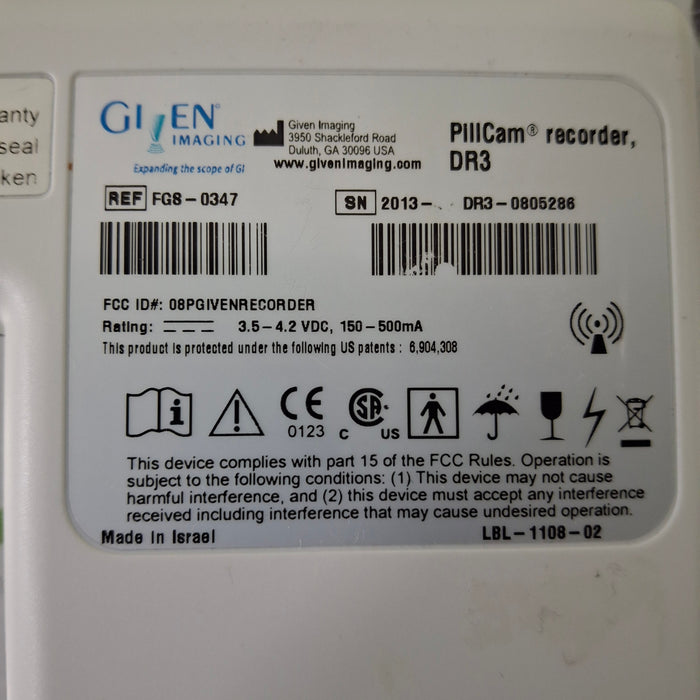 anty
seal
ken
GIVEN®
IMAGING
Expanding the scope of GI
Given Imaging
3950 Shackleford Road
Duluth, GA 30096 USA
www.givenimaging.com
PillCam® recorder,
DR3
REF FGS-0347
SN 2013- DR3-0805286
FCC ID#: 08PGIVENRECORDER
Rating: 3.5-4.2 VDC, 150-500mA
This product is protected under the following US patents: 6,904,308
i
CE
0123
C SA US
This device complies with part 15 of the FCC Rules. Operation is
subject to the following conditions: (1) This device may not cause
harmful interference, and (2) this device must accept any interference
received including interference that may cause undesired operation.
Made in Israel
LBL-1108-02